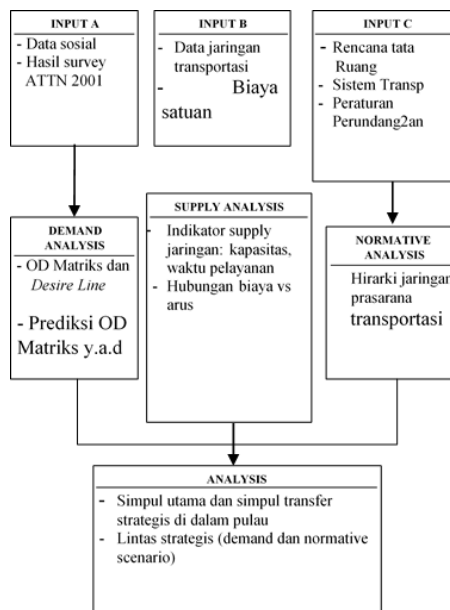 INPUT A
- Data sosial
- Hasil survey
ATTN 2001
INPUT B
- Data jaringan
transportasi
- Biaya
satuan
INPUT C
- Rencana tata
Ruang
- Sistem Transp
- Peraturan
Perundang2an
DEMAND
ANALYSIS
- OD Matriks dan
Desire Line
- Prediksi OD
Matriks y.a.d
SUPPLY ANALYSIS
- Indikator supply
jaringan: kapasitas,
waktu pelayanan
- Hubungan biaya vs
arus
NORMATIVE
ANALYSIS
Hirarki jaringan
prasarana
transportasi
ANALYSIS
- Simpul utama dan simpul transfer
strategis di dalam pulau
- Lintas strategis (demand dan normative
scenario)